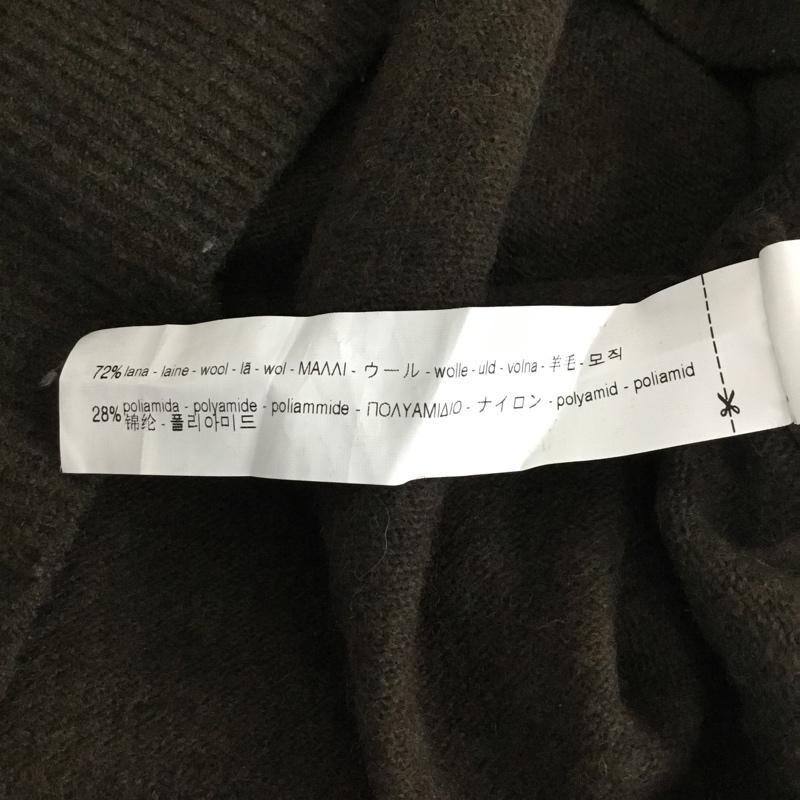 72% lana - laine - wool - lã - wol - ΜΑΛΛΙ - ウール - wolle - uld - volna - 羊毛 - 모직
28% poliamida - polyamide - poliammide - ΠΟΛΥΑΜΙΔΙΟ - ナイロン - polyamid - poliamid
锦纶 - 폴리아미드